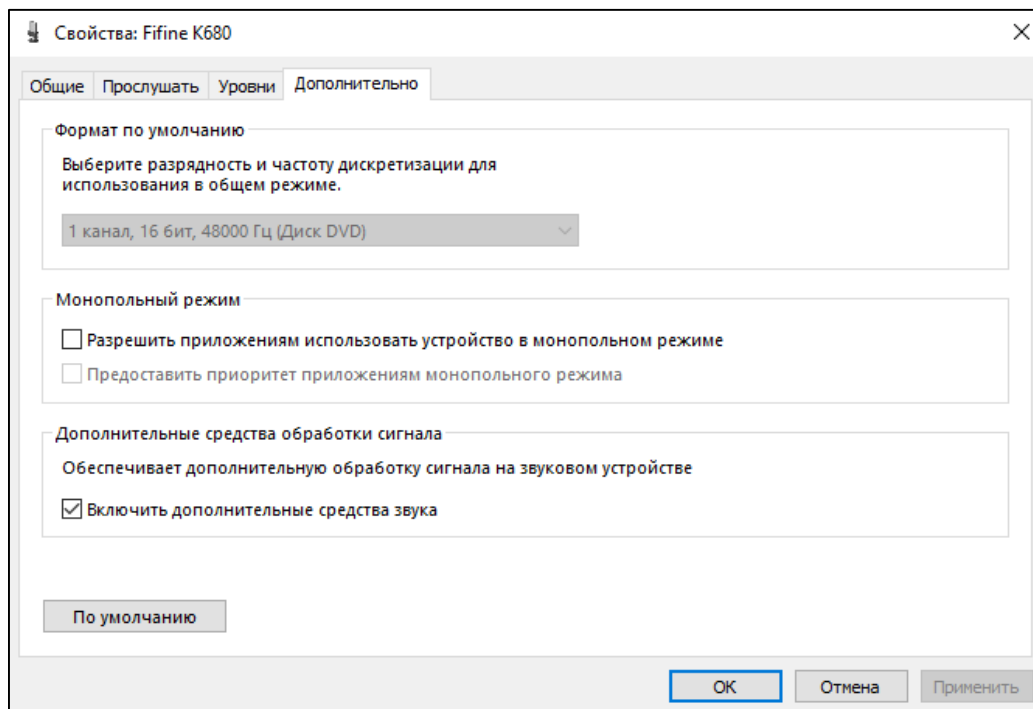 Свойства: Fifine K680
Общие
Прослушать
Уровни
Дополнительно
Формат по умолчанию
Выберите разрядность и частоту дискретизации для
использования в общем режиме.
1 канал, 16 бит, 48000 Гц (Диск DVD)
Монопольный режим
Разрешить приложениям использовать устройство в монопольном режиме
Предоставить приоритет приложениям монопольного режима
Дополнительные средства обработки сигнала
Обеспечивает дополнительную обработку сигнала на звуковом устройстве
Включить дополнительные средства звука
По умолчанию
ОК
Отмена
Применить